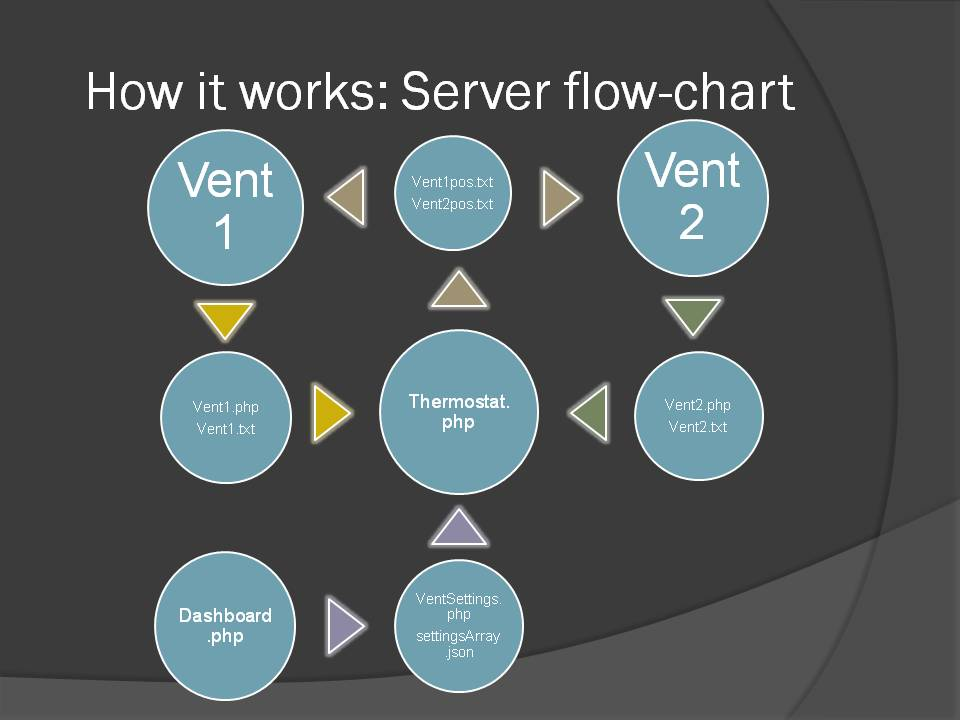 How it works: Server flow-chart
Vent
1
Vent1pos.txt
Vent2pos.txt
Vent
2
Vent1.php
Vent1.txt
Thermostat.
php
Vent2.php
Vent2.txt
Dashboard
.php
VentSettings.
php
settingsArray
.json